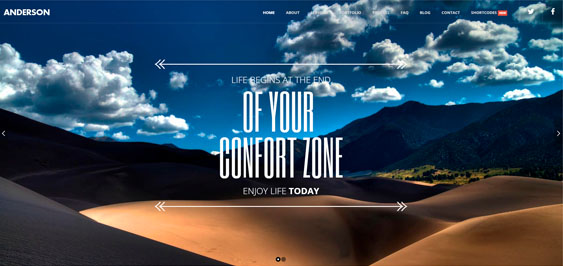 ANDERSON
HOME ABOUT PORTFOLIO FAQ BLOG CONTACT SHORTCODES
LIFE BEGINS AT THE END
OF YOUR
CONFORT ZONE
ENJOY LIFE TODAY